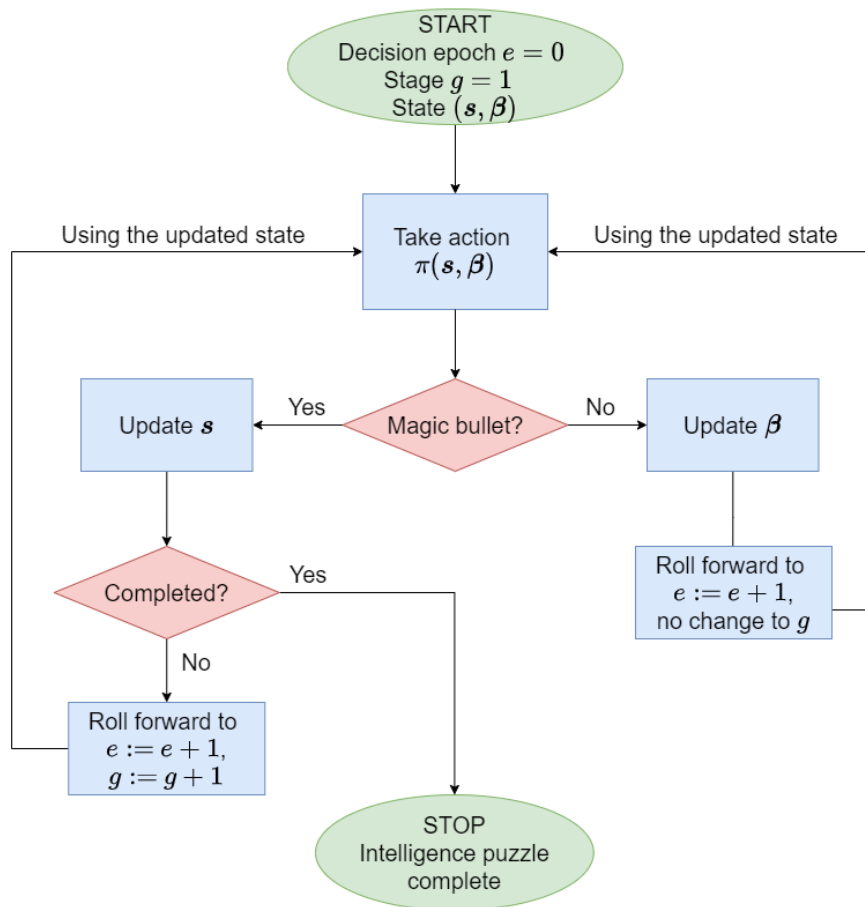 START
Decision epoch e = 0
Stage g = 1
State (s, β)
Using the updated state
Take action
π(s, β)
Using the updated state
Update s
Yes
Magic bullet?
No
Update β
Completed?
Yes
Roll forward to
e := e + 1,
no change to g
No
Roll forward to
e := e + 1,
g := g + 1
STOP
Intelligence puzzle
complete